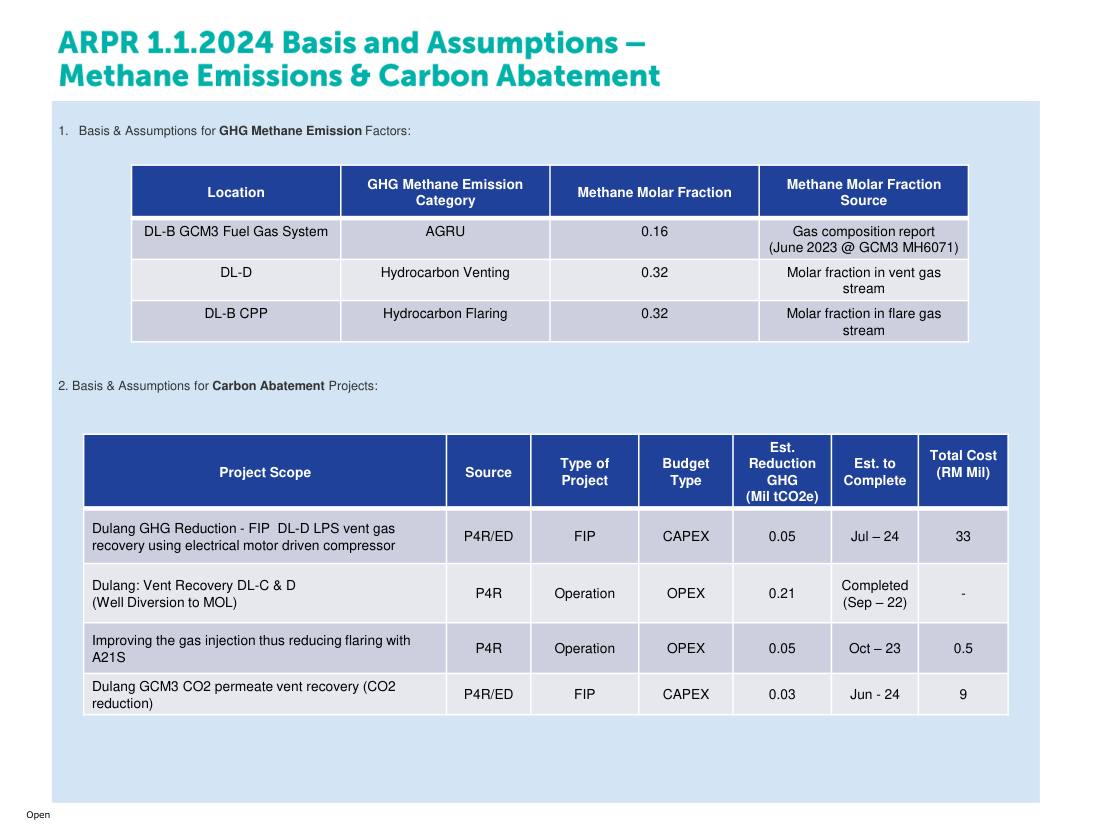 ARPR 1.1.2024 Basis and Assumptions –
Methane Emissions & Carbon Abatement
1. Basis & Assumptions for GHG Methane Emission Factors:
Location
GHG Methane Emission
Category
Methane Molar Fraction
Methane Molar Fraction
Source
DL-B GCM3 Fuel Gas System
AGRU
0.16
Gas composition report
(June 2023 @ GCM3 MH6071)
DL-D
Hydrocarbon Venting
0.32
Molar fraction in vent gas
stream
DL-B CPP
Hydrocarbon Flaring
0.32
Molar fraction in flare gas
stream
2. Basis & Assumptions for Carbon Abatement Projects:
Project Scope
Source
Type of
Project
Budget
Type
Est.
Reduction
GHG
(Mil tCO2e)
Est. to
Complete
Total Cost
(RM Mil)
Dulang GHG Reduction - FIP DL-D LPS vent gas
recovery using electrical motor driven compressor
P4R/ED
FIP
CAPEX
0.05
Jul – 24
33
Dulang: Vent Recovery DL-C & D
(Well Diversion to MOL)
P4R
Operation
OPEX
0.21
Completed
(Sep – 22)
-
Improving the gas injection thus reducing flaring with
A21S
P4R
Operation
OPEX
0.05
Oct – 23
0.5
Dulang GCM3 CO2 permeate vent recovery (CO2
reduction)
P4R/ED
FIP
CAPEX
0.03
Jun - 24
9
Open